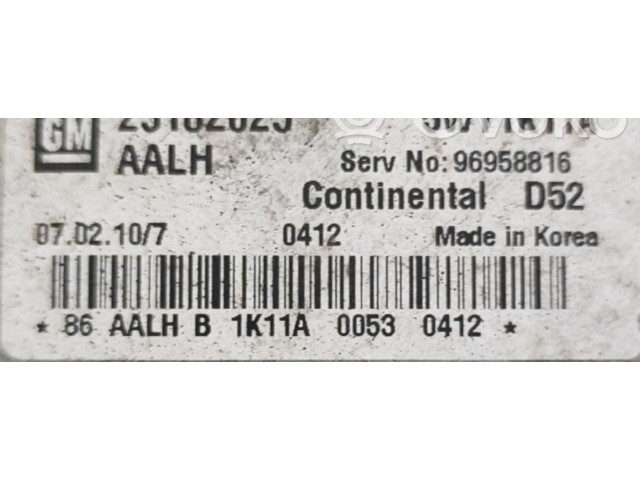 GM
AALH Serv No: 96958816
Continental D52
07.02.10/7 0412 Made in Korea
* 86 AALH B 1K11A 0053 0412 *